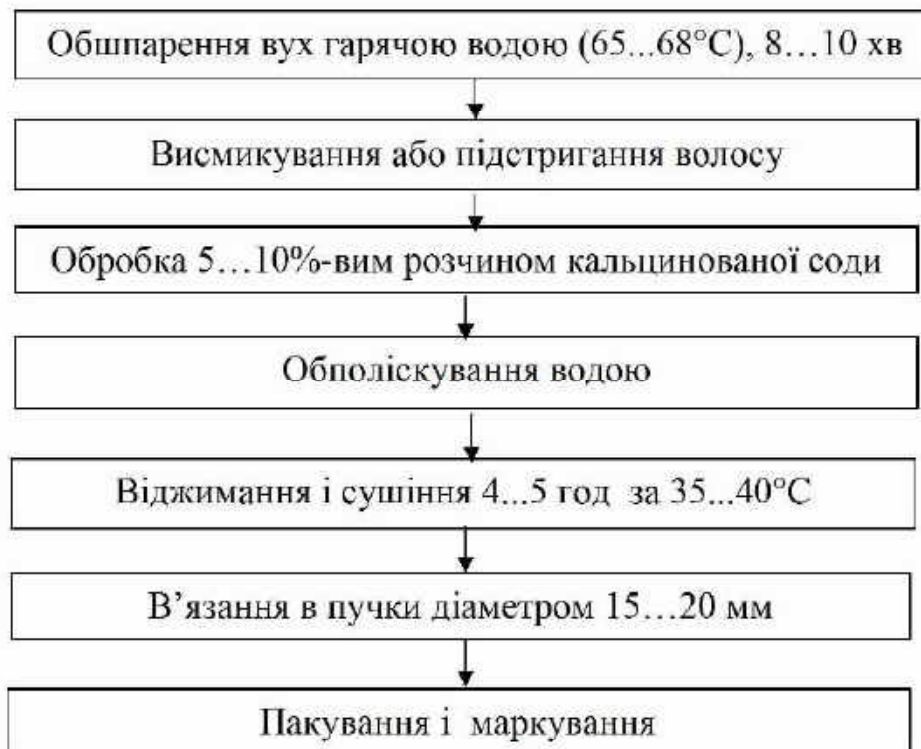 Обшпарення вух гарячою водою (65...68°С), 8…10 хв
Висмикування або підстригання волосу
Обробка 5…10%-вим розчином кальцинованої соди
Обполіскування водою
Віджимання і сушіння 4...5 год за 35...40°С
В’язання в пучки діаметром 15…20 мм
Пакування і маркування